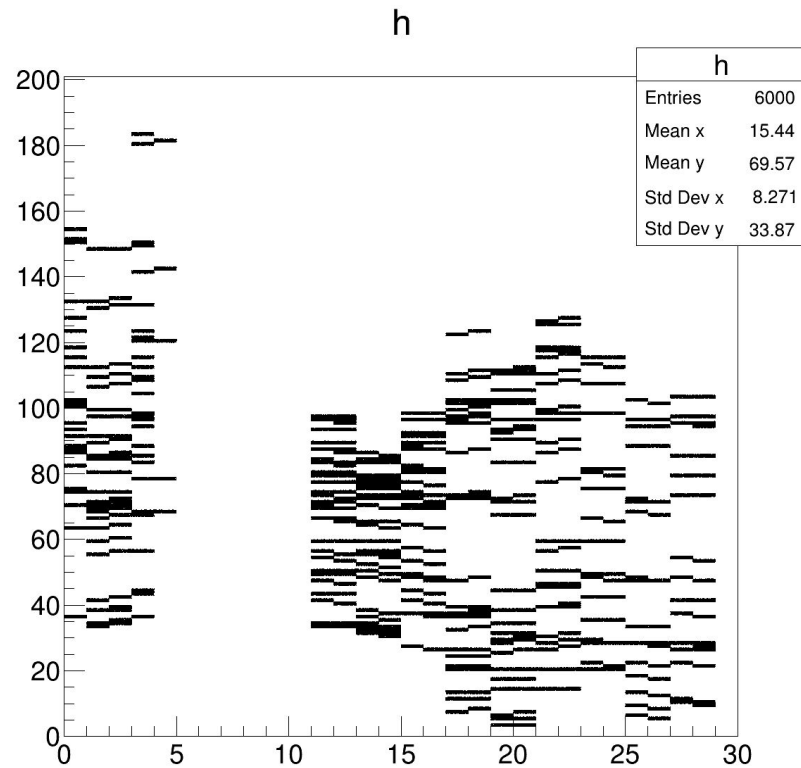 h
h
Entries 6000
Mean x 15.44
Mean y 69.57
Std Dev x 8.271
Std Dev y 33.87
200
180
160
140
120
100
80
60
40
20
0
0 5 10 15 20 25 30